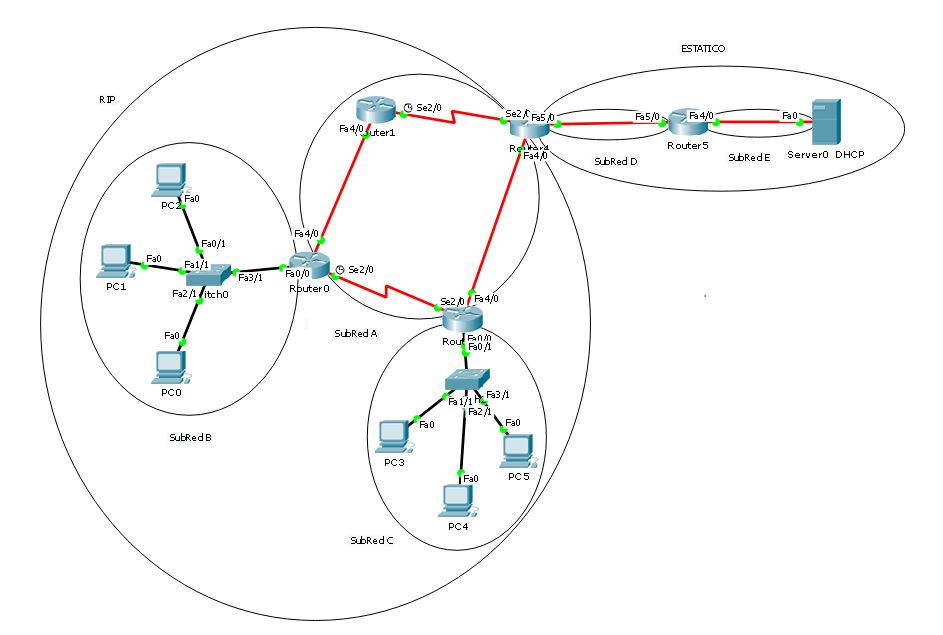 ESTATICO
RIP
Se2/0
Fa4/0
Fa5/0
Fa5/0
Fa4/0
Fa0
Router5
Server0 DHCP
SubRed D
SubRed E
Fa4/0
PC2
Fa0
Fa4/0
Fa0/1
Fa0
Fa1/1
PC1
Fa3/1
Fa0/0
Se2/0
Router0
Fa2/1
Se2/0
Fa4/0
SubRed A
Fa0
PC0
Fa0/0
Fa0/1
Fa1/1
Fa3/1
Fa2/1
Fa0
Fa0
SubRed B
PC3
Fa0
PC5
PC4
SubRed C